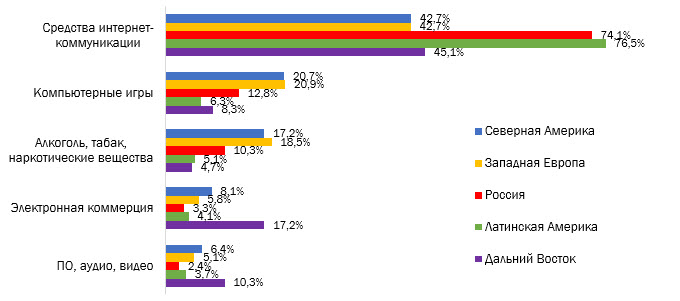 Средства интернет-
коммуникации
42,7%
42,7%
74,1%
76,5%
45,1%
Компьютерные игры
20,7%
20,9%
12,8%
6,3%
8,3%
Алкоголь, табак,
наркотические вещества
17,2%
18,5%
10,3%
5,1%
4,7%
Электронная коммерция
8,1%
5,8%
3,3%
4,1%
17,2%
ПО, аудио, видео
6,4%
5,1%
2,4%
3,7%
10,3%
Северная Америка
Западная Европа
Россия
Латинская Америка
Дальний Восток